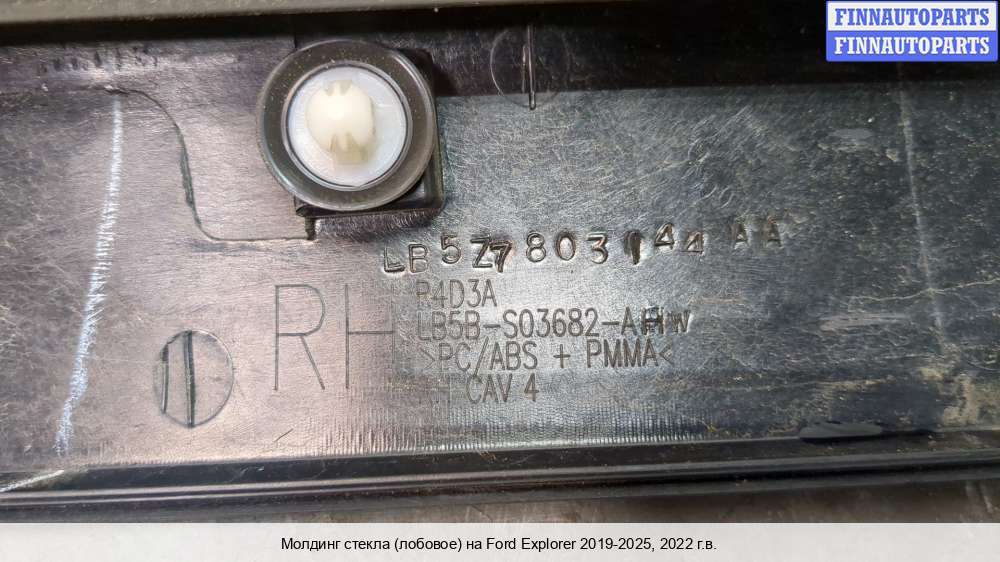 FINNAUTOPARTS
FINNAUTOPARTS
LB5Z7803144AA
RH
R4D3A
LB5B-S03682-AHW
>PC/ABS + PMMA<
CAV 4
Молдинг стекла (лобовое) на Ford Explorer 2019-2025, 2022 г.в.